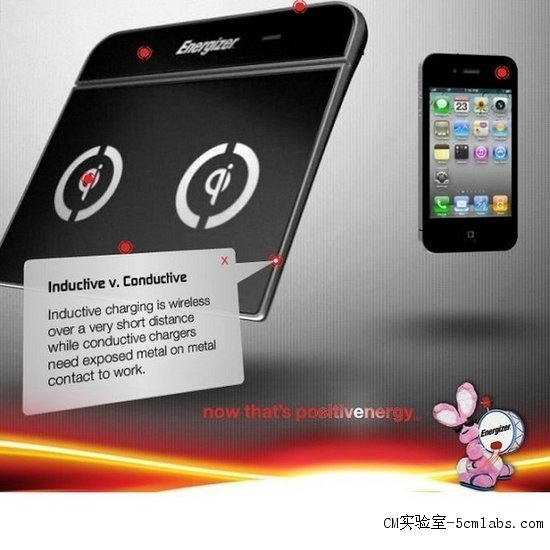 Energizer
qi
qi
23
X
Inductive v. Conductive
Inductive charging is wireless
over a very short distance
while conductive chargers
need exposed metal on metal
contact to work.
now that's positivenergy™
Energizer
CM实验室-5cmlabs.com